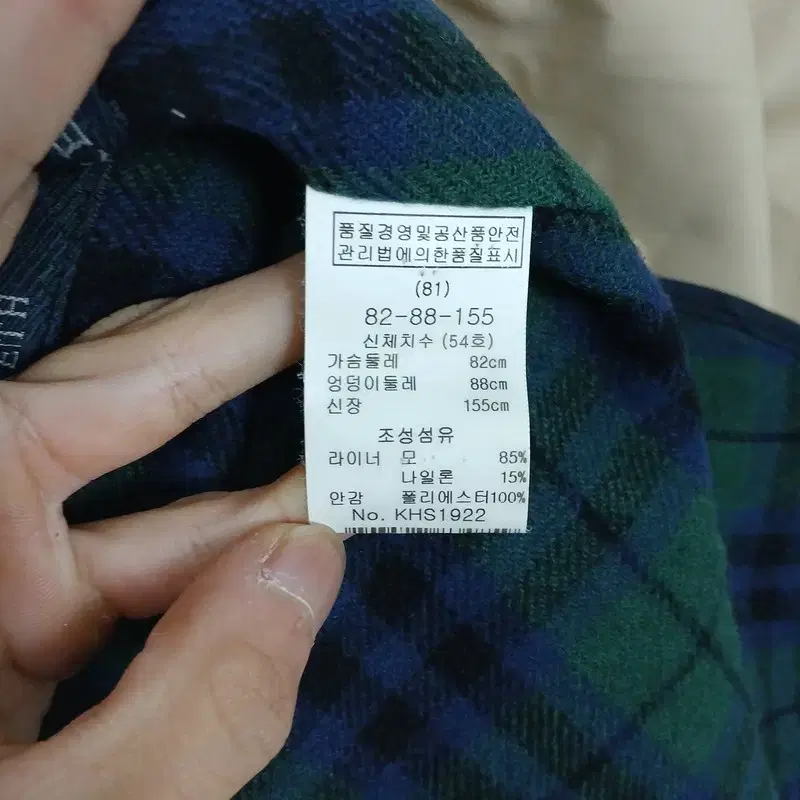 품질경영및공산품안전
관리법에의한품질표시
(81)
82-88-155
신체치수 (54호)
가슴둘레 82cm
엉덩이둘레 88cm
신장 155cm
조성섬유
라이너 모 85%
나일론 15%
안감 폴리에스터100%
No. KHS1922